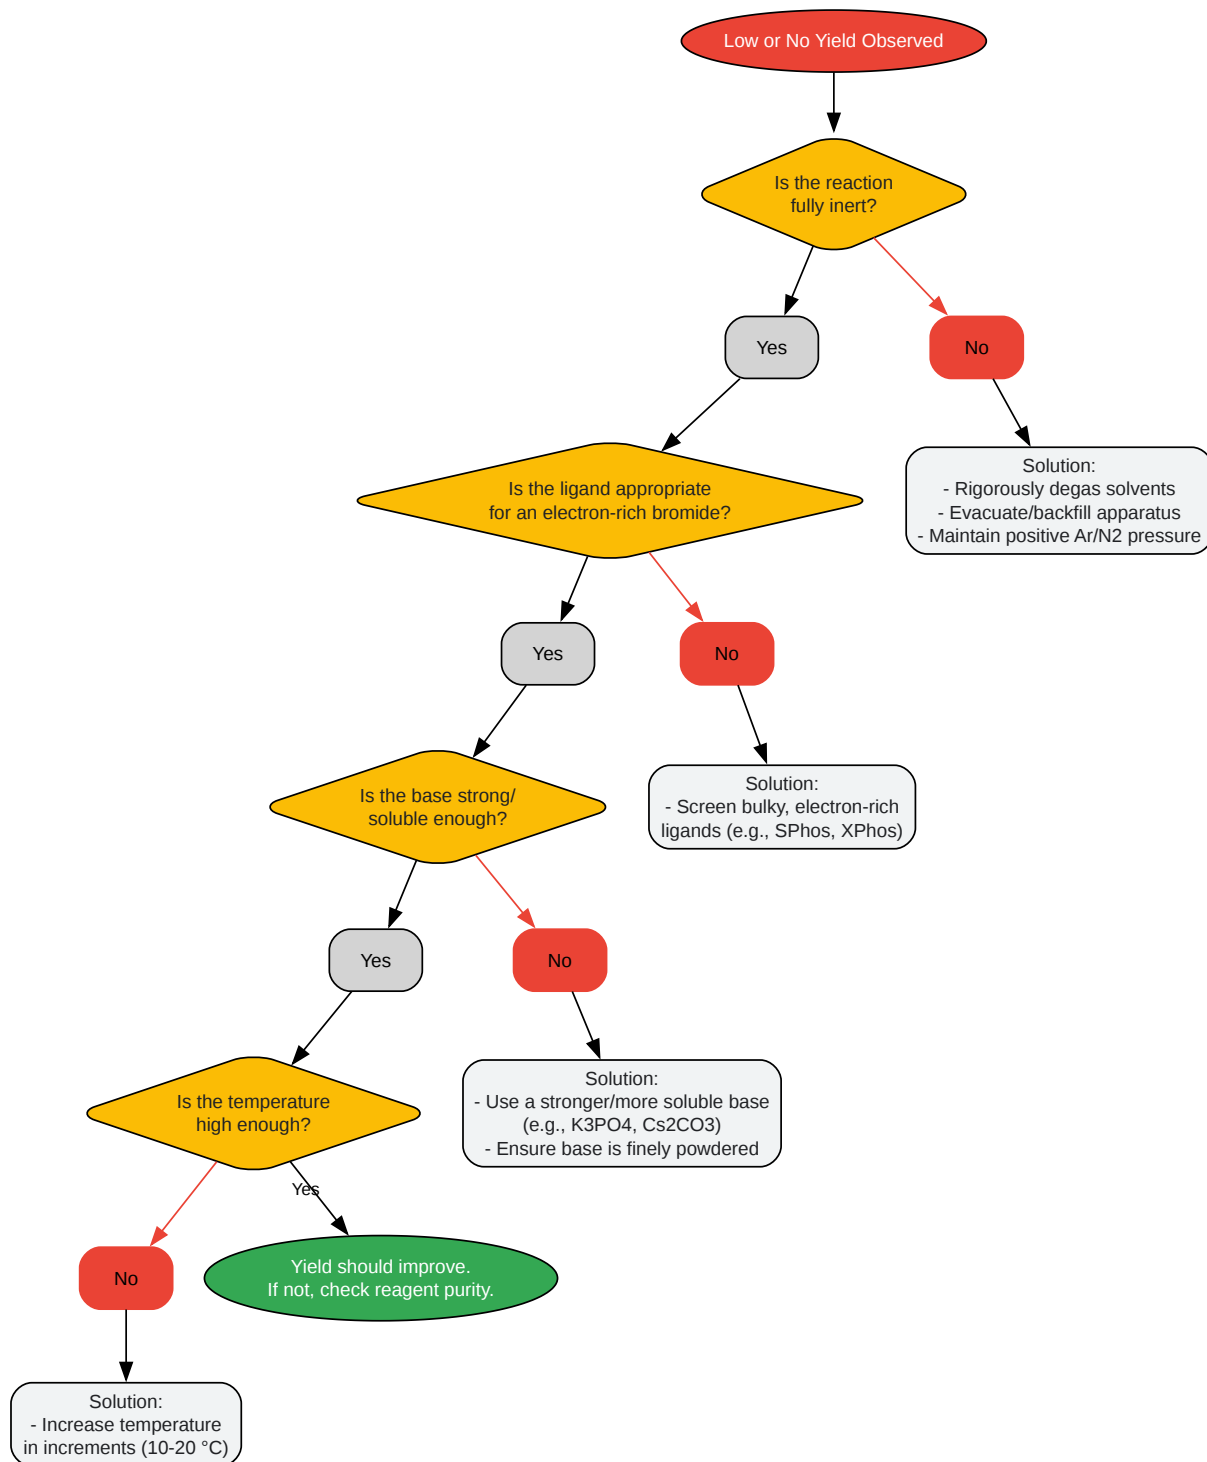 Low or No Yield Observed
Is the reaction
fully inert?
Yes
No
Solution:
- Rigorously degas solvents
- Evacuate/backfill apparatus
- Maintain positive Ar/N2 pressure
Is the ligand appropriate
for an electron-rich bromide?
Yes
No
Solution:
- Screen bulky, electron-rich
ligands (e.g., SPhos, XPhos)
Is the base strong/
soluble enough?
Yes
No
Solution:
- Use a stronger/more soluble base
(e.g., K3PO4, Cs2CO3)
- Ensure base is finely powdered
Is the temperature
high enough?
Yes
No
Yield should improve.
If not, check reagent purity.
Solution:
- Increase temperature
in increments (10-20 °C)